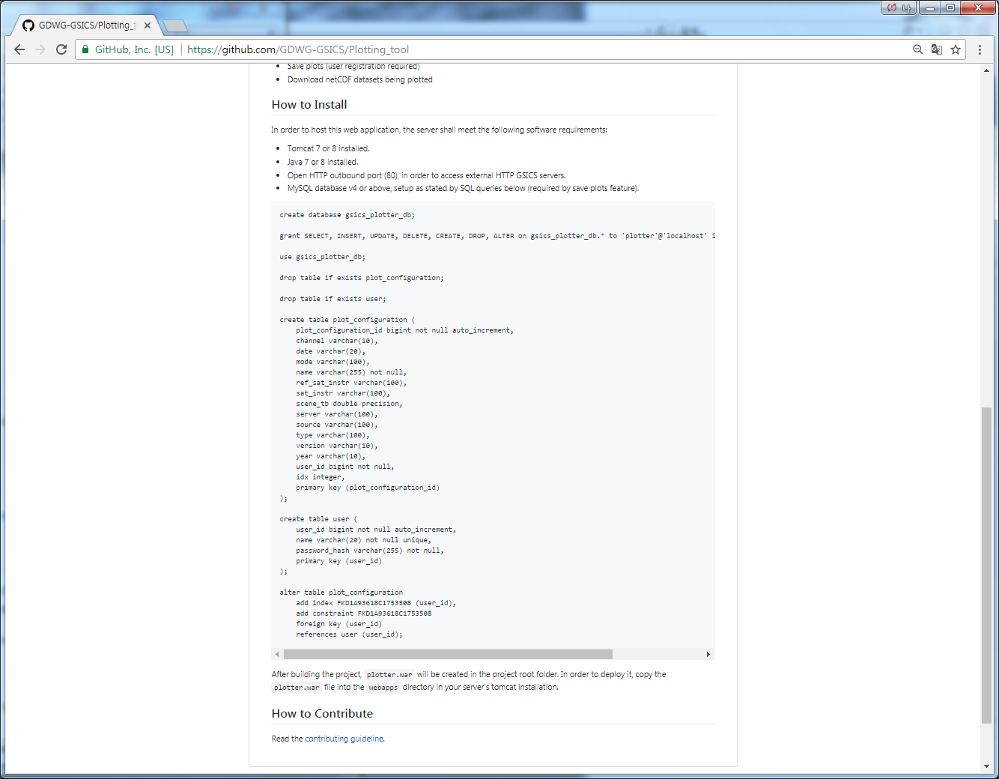 GDWG-GSICS/Plotting_t
GitHub, Inc. [US] https://github.com/GDWG-GSICS/Plotting_tool
Save plots (user registration required)
Download netCDF datasets being plotted
How to Install
In order to host this web application, the server shall meet the following software requirements:
Tomcat 7 or 8 installed.
Java 7 or 8 installed.
Open HTTP outbound port (80), in order to access external HTTP GSICS servers.
MySQL database v4 or above, setup as stated by SQL queries below (required by save plots feature).
create database gsics_plotter_db;
grant SELECT, INSERT, UPDATE, DELETE, CREATE, DROP, ALTER on gsics_plotter_db.* to 'plotter'@'localhost' i
use gsics_plotter_db;
drop table if exists plot_configuration;
drop table if exists user;
create table plot_configuration (
plot_configuration_id bigint not null auto_increment,
channel varchar(10),
date varchar(20),
mode varchar(100),
name varchar(255) not null,
ref_sat_instr varchar(100),
sat_instr varchar(100),
scene_tb double precision,
server varchar(100),
source varchar(100),
type varchar(100),
version varchar(10),
year varchar(10),
user_id bigint not null,
idx integer,
primary key (plot_configuration_id)
);
create table user (
user_id bigint not null auto_increment,
name varchar(20) not null unique,
password_hash varchar(255) not null,
primary key (user_id)
);
alter table plot_configuration
add index FKD1A93618C1753508 (user_id),
add constraint FKD1A93618C1753508
foreign key (user_id)
references user (user_id);
After building the project, plotter.war will be created in the project root folder. In order to deploy it, copy the
plotter.war file into the webapps directory in your server's tomcat installation.
How to Contribute
Read the contributing guideline.